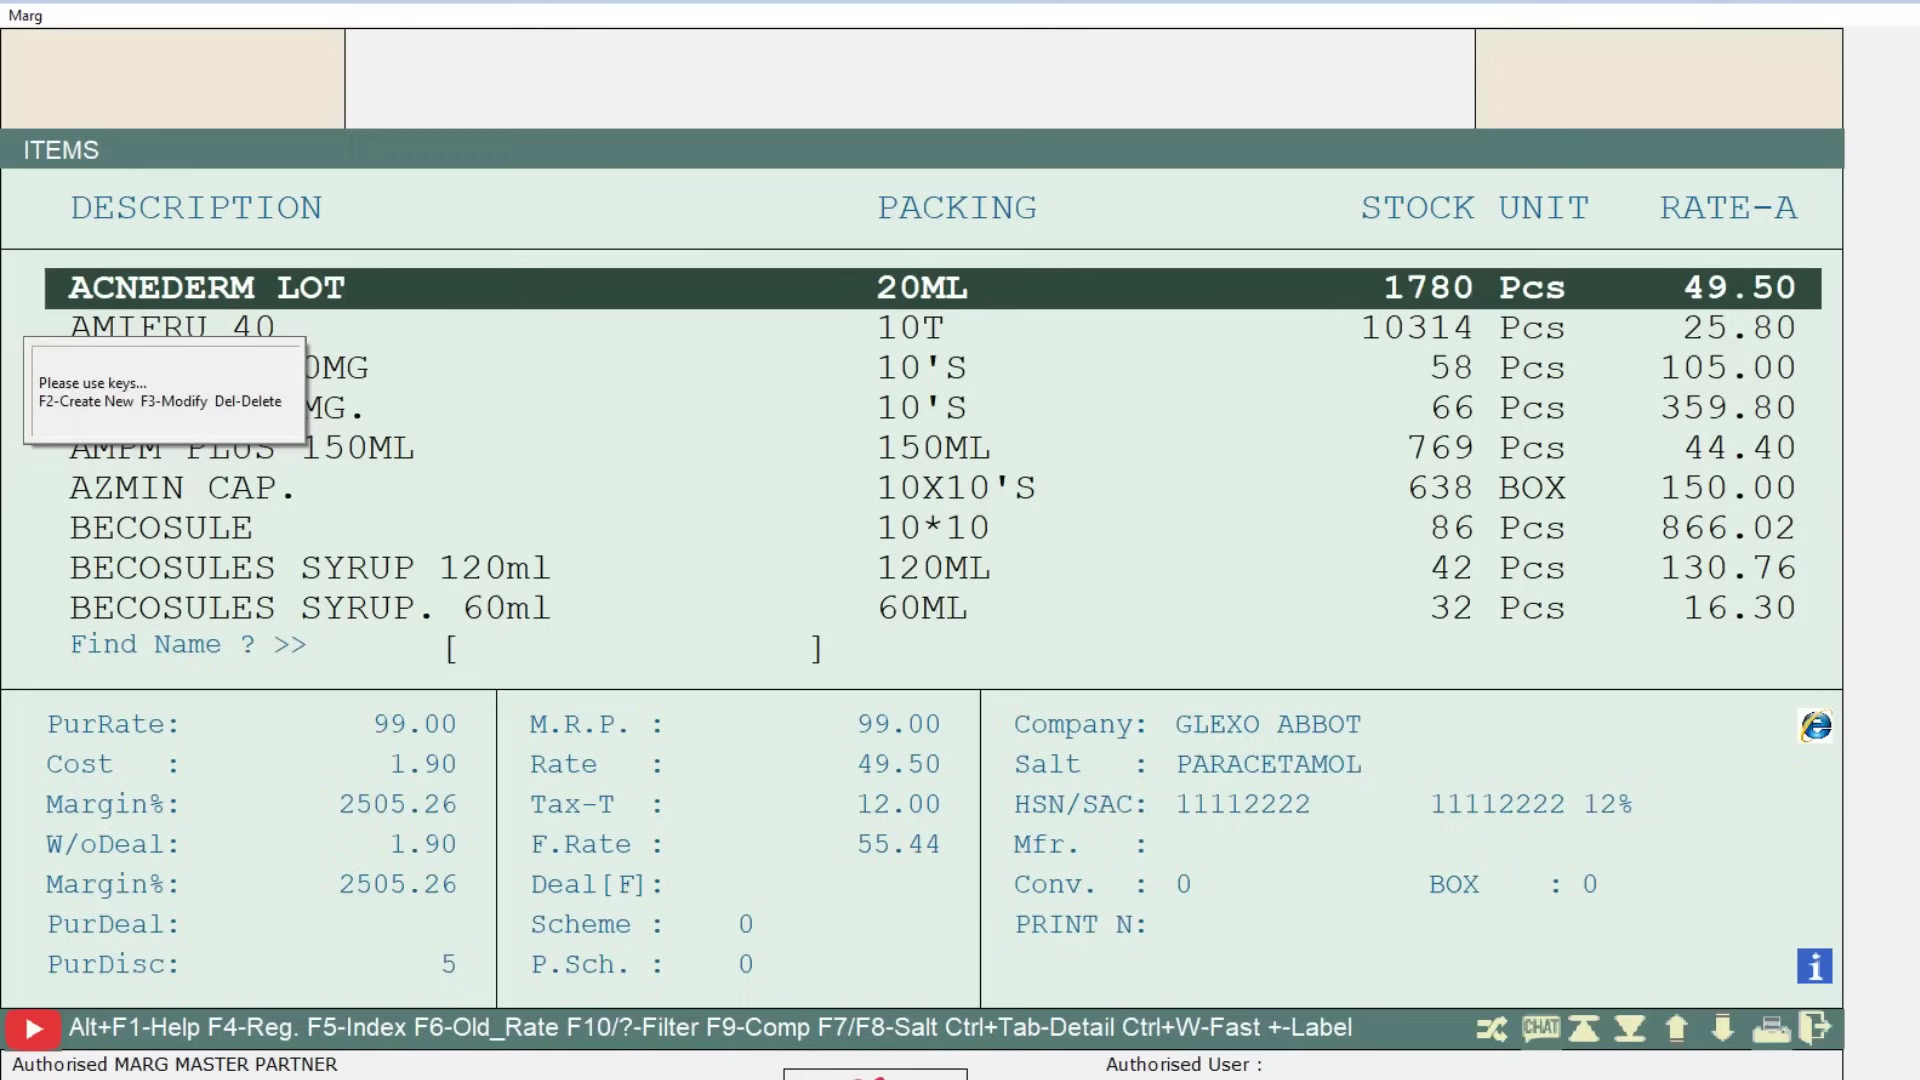 Marg
ITEMS
DESCRIPTION PACKING STOCK UNIT RATE-A
ACNEDERM LOT 20ML 1780 Pcs 49.50
AMIFRU 40 10T 10314 Pcs 25.80
0MG 10'S 58 Pcs 105.00
MG. 10'S 66 Pcs 359.80
Please use keys...
F2-Create New F3-Modify Del-Delete
AMPM PLUS 150ML 150ML 769 Pcs 44.40
AZMIN CAP. 10X10'S 638 BOX 150.00
BECOSULE 10*10 86 Pcs 866.02
BECOSULES SYRUP 120ml 120ML 42 Pcs 130.76
BECOSULES SYRUP. 60ml 60ML 32 Pcs 16.30
Find Name ? >> [ ]
PurRate: 99.00 M.R.P. : 99.00 Company: GLEXO ABBOT
Cost : 1.90 Rate : 49.50 Salt : PARACETAMOL
Margin%: 2505.26 Tax-T : 12.00 HSN/SAC: 11112222 11112222 12%
W/oDeal: 1.90 F.Rate : 55.44 Mfr. :
Margin%: 2505.26 Deal[F]: Conv. : 0 BOX : 0
PurDeal: Scheme : 0 PRINT N:
PurDisc: 5 P.Sch. : 0
Alt+F1-Help F4-Reg. F5-Index F6-Old_Rate F10/?-Filter F9-Comp F7/F8-Salt Ctrl+Tab-Detail Ctrl+W-Fast +-Label CHAT
Authorised MARG MASTER PARTNER Authorised User :